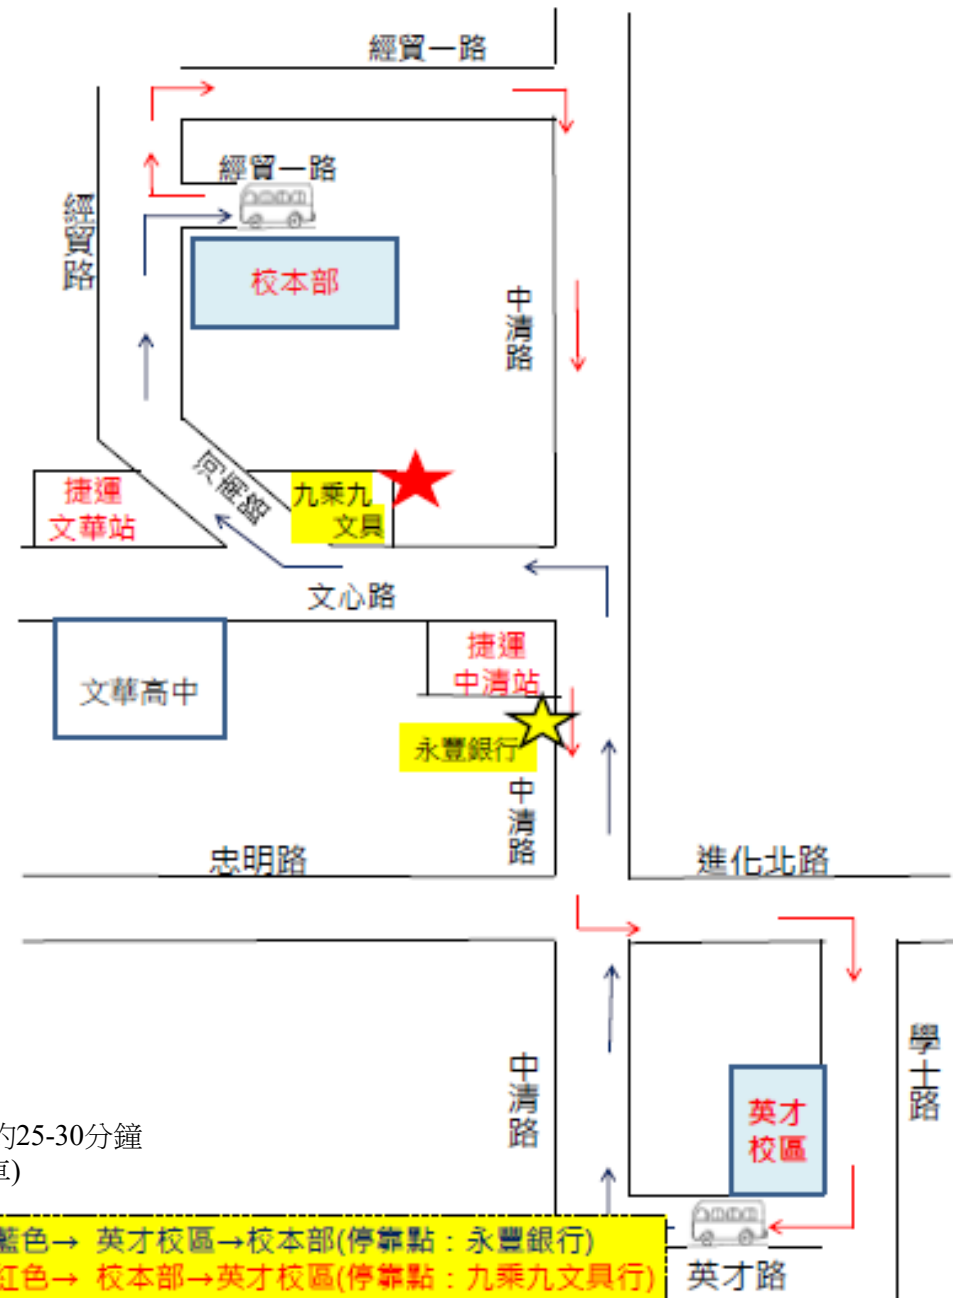 經貿一路
經貿一路
經貿路
校本部
中清路
捷運
文華站
九乘九
文具
文心路
捷運
中清站
文華高中
永豐銀行
中清路
忠明路
進化北路
中清路
學士路
英才
校區
約25-30分鐘
車)
藍色→ 英才校區→校本部(停靠點：永豐銀行)
紅色→ 校本部→英才校區(停靠點：九乘九文具行)
英才路